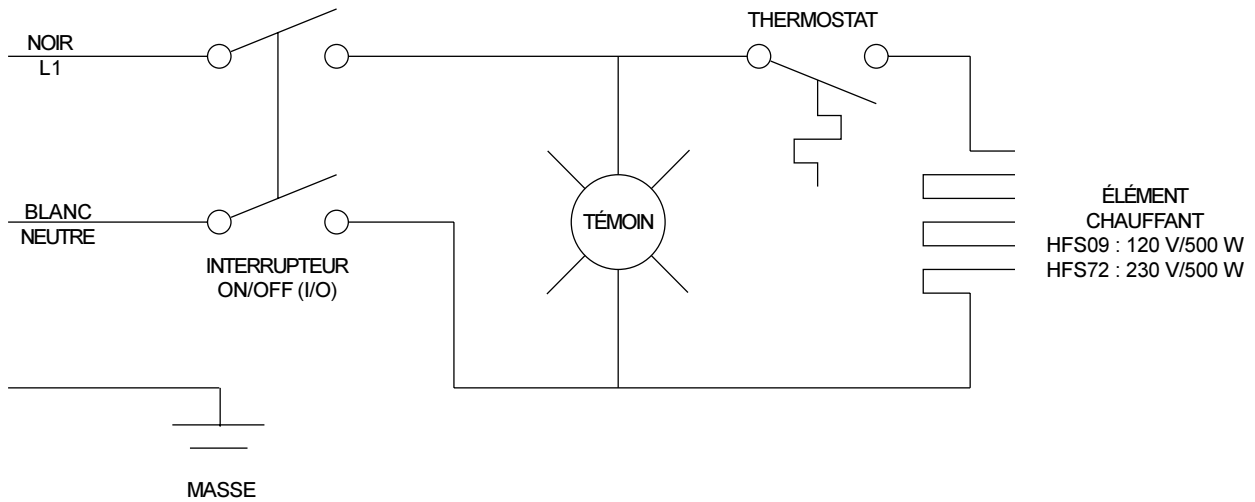 THERMOSTAT
NOIR
L1
BLANC
NEUTRE
TÉMOIN
INTERRUPTEUR
ON/OFF (I/O)
ÉLÉMENT
CHAUFFANT
HFS09 : 120 V/500 W
HFS72 : 230 V/500 W
MASSE